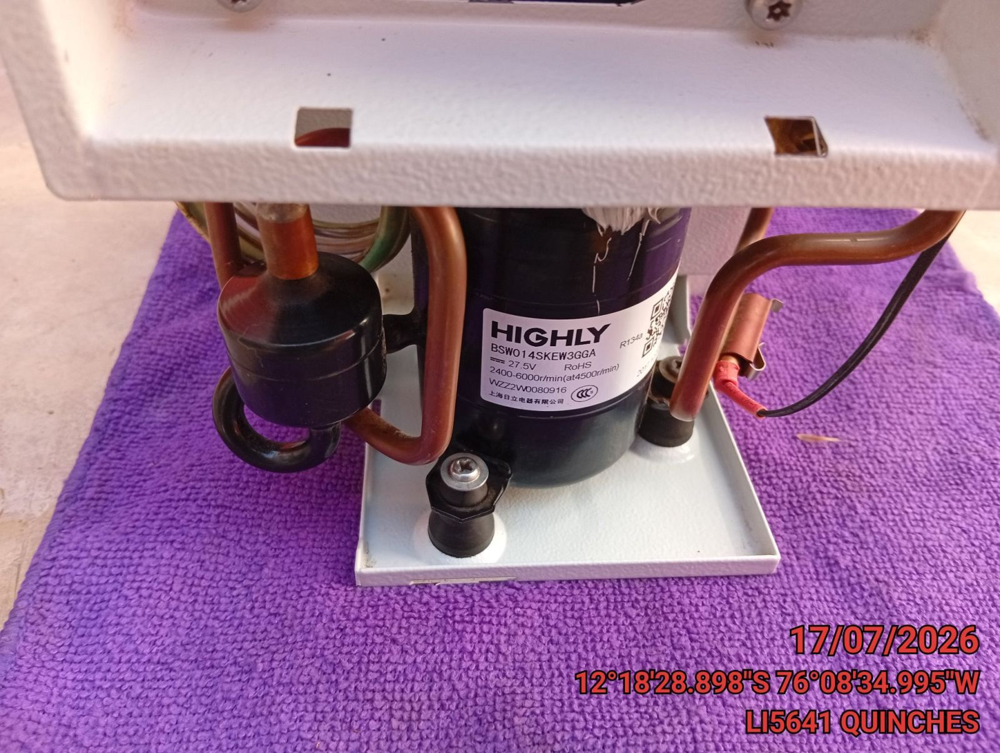 HIGHLY
BSW014SKEW3GGA
R134a
27.5V RoHS
2400-6000r/min(at4500r/min)
WZZ2W0080916
上海日立电器有限公司
17/07/2026
12°18'28.898"S 76°08'34.995"W
LI5641 QUINCHES